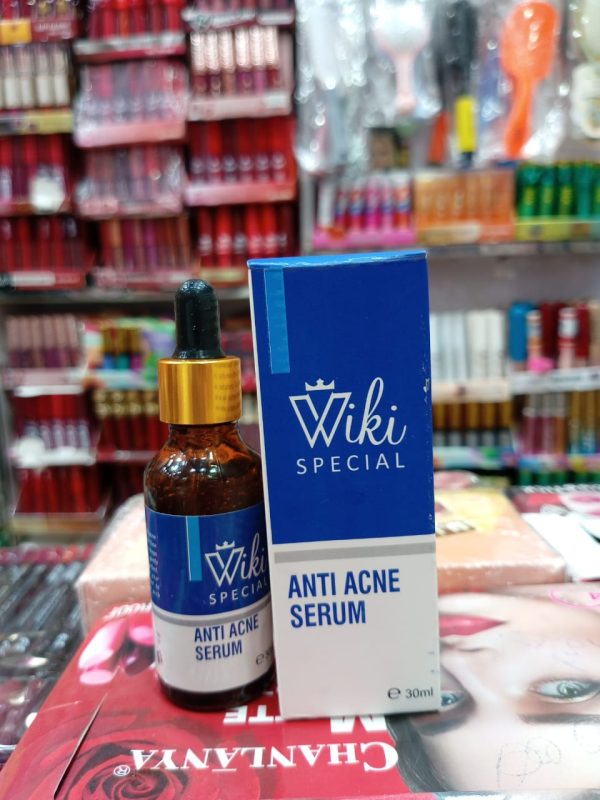 Wiki
SPECIAL
ANTI ACNE
SERUM
℮ 30ml
Wiki
SPECIAL
ANTI ACNE
SERUM
℮
CHANLANYA®